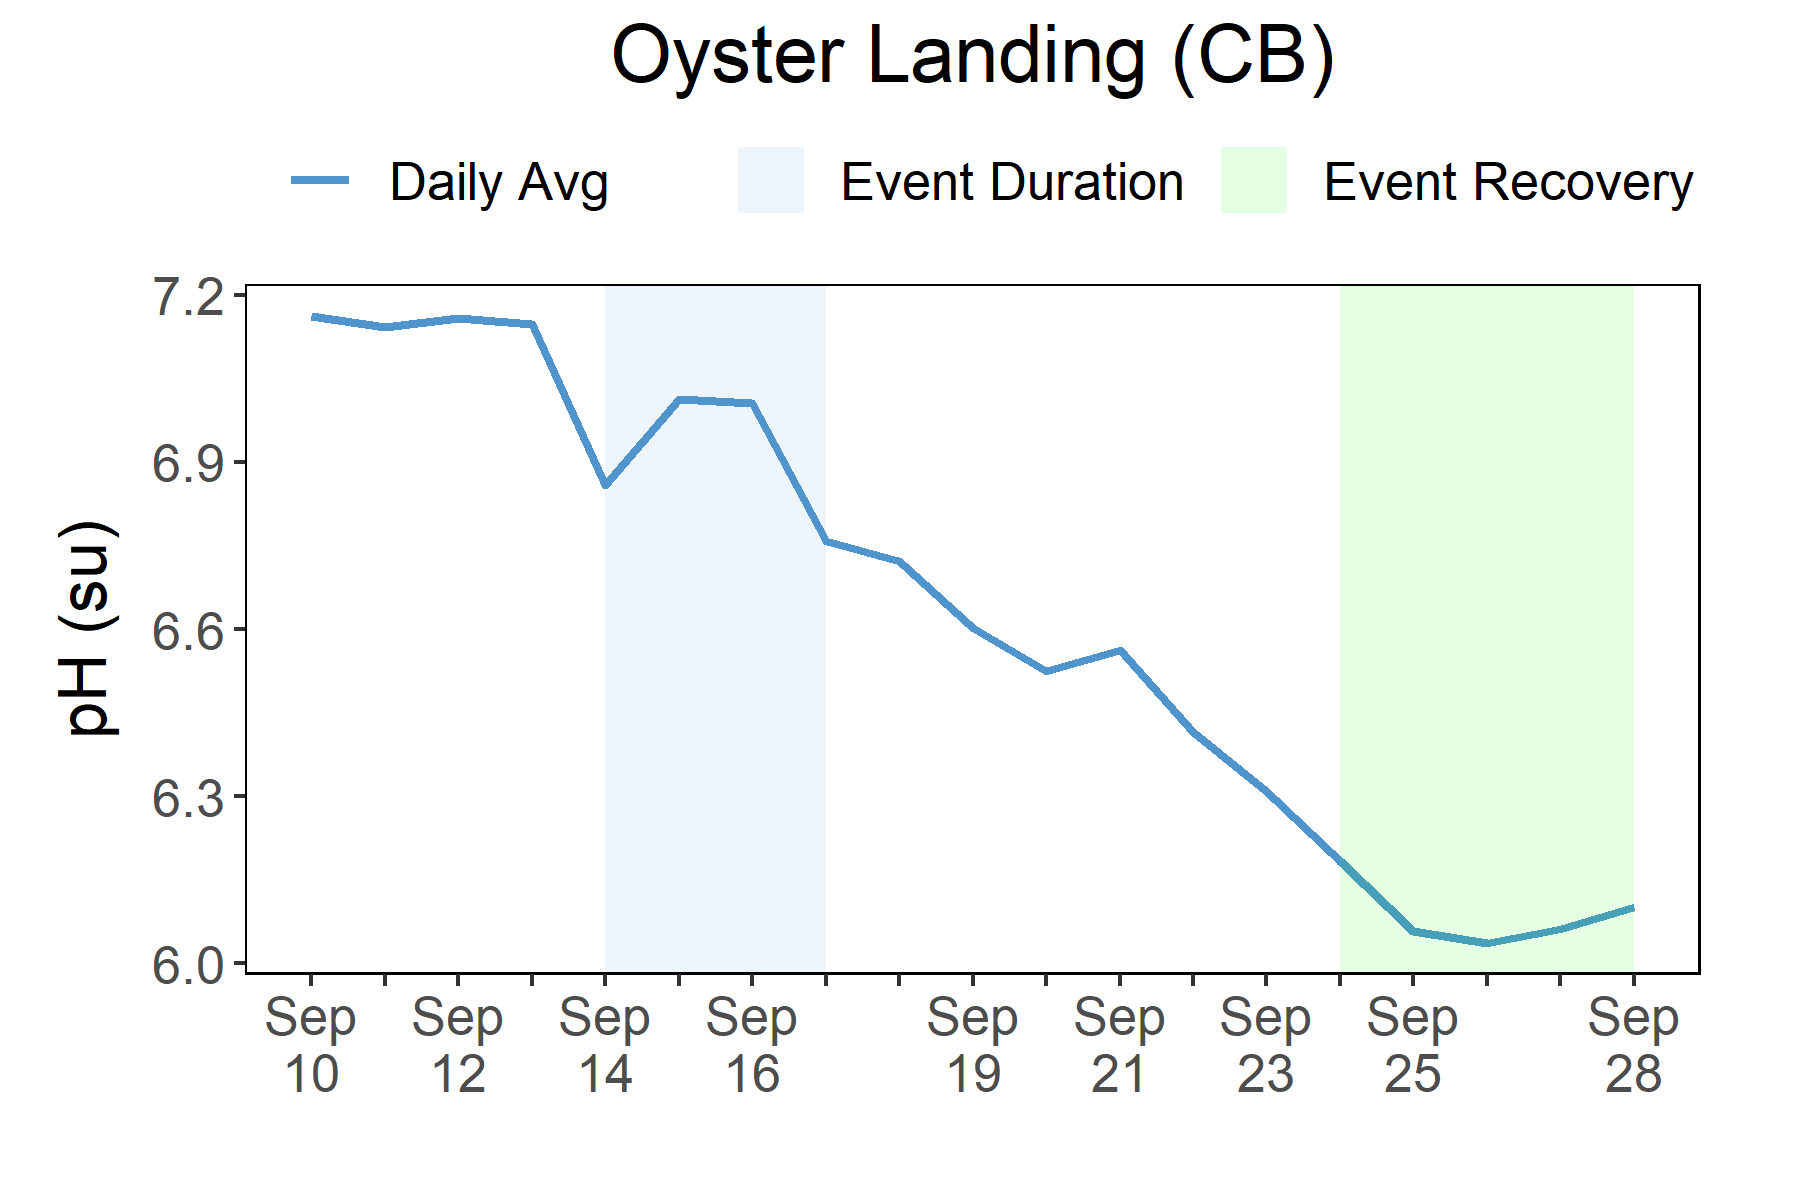 Oyster Landing (CB)
Daily Avg Event Duration Event Recovery
7.2
6.9
6.6
6.3
6.0
pH (su)
Sep Sep Sep Sep Sep Sep Sep Sep Sep
10 12 14 16 19 21 23 25 28